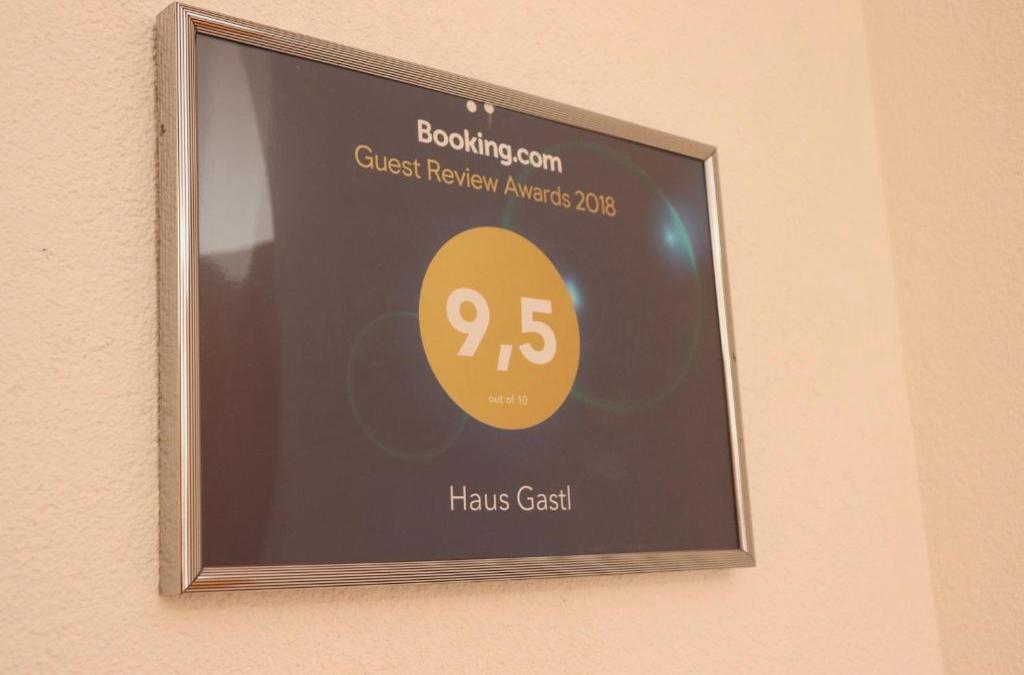 Booking.com
Guest Review Awards 2018
9,5
out of 10
Haus Gastl